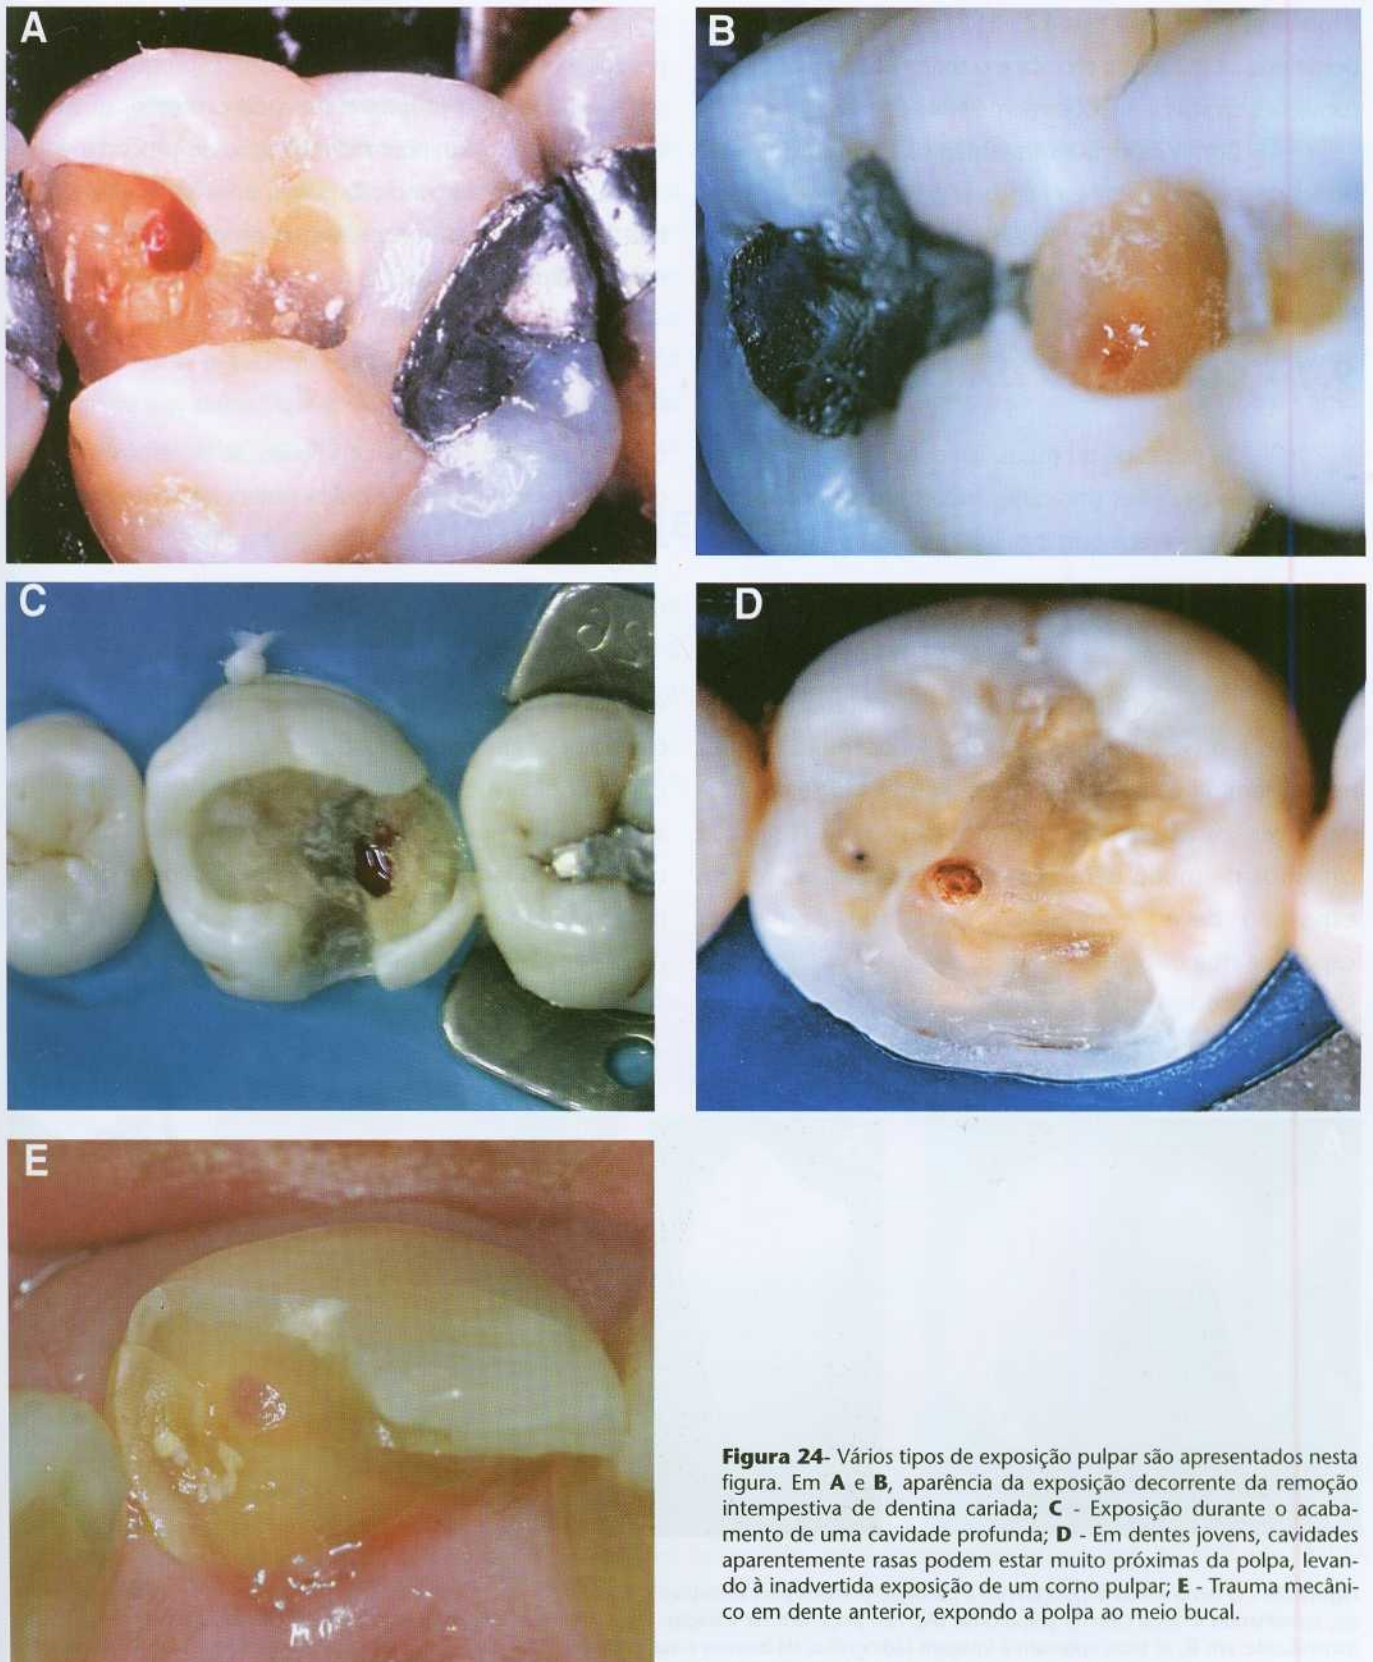 A
B
C
D
E
Figura 24- Vários tipos de exposição pulpar são apresentados nesta
figura. Em A e B, aparência da exposição decorrente da remoção
intempestiva de dentina cariada; C - Exposição durante o acaba-
mento de uma cavidade profunda; D - Em dentes jovens, cavidades
aparentemente rasas podem estar muito próximas da polpa, levan-
do à inadvertida exposição de um corno pulpar; E - Trauma mecâni-
co em dente anterior, expondo a polpa ao meio bucal.